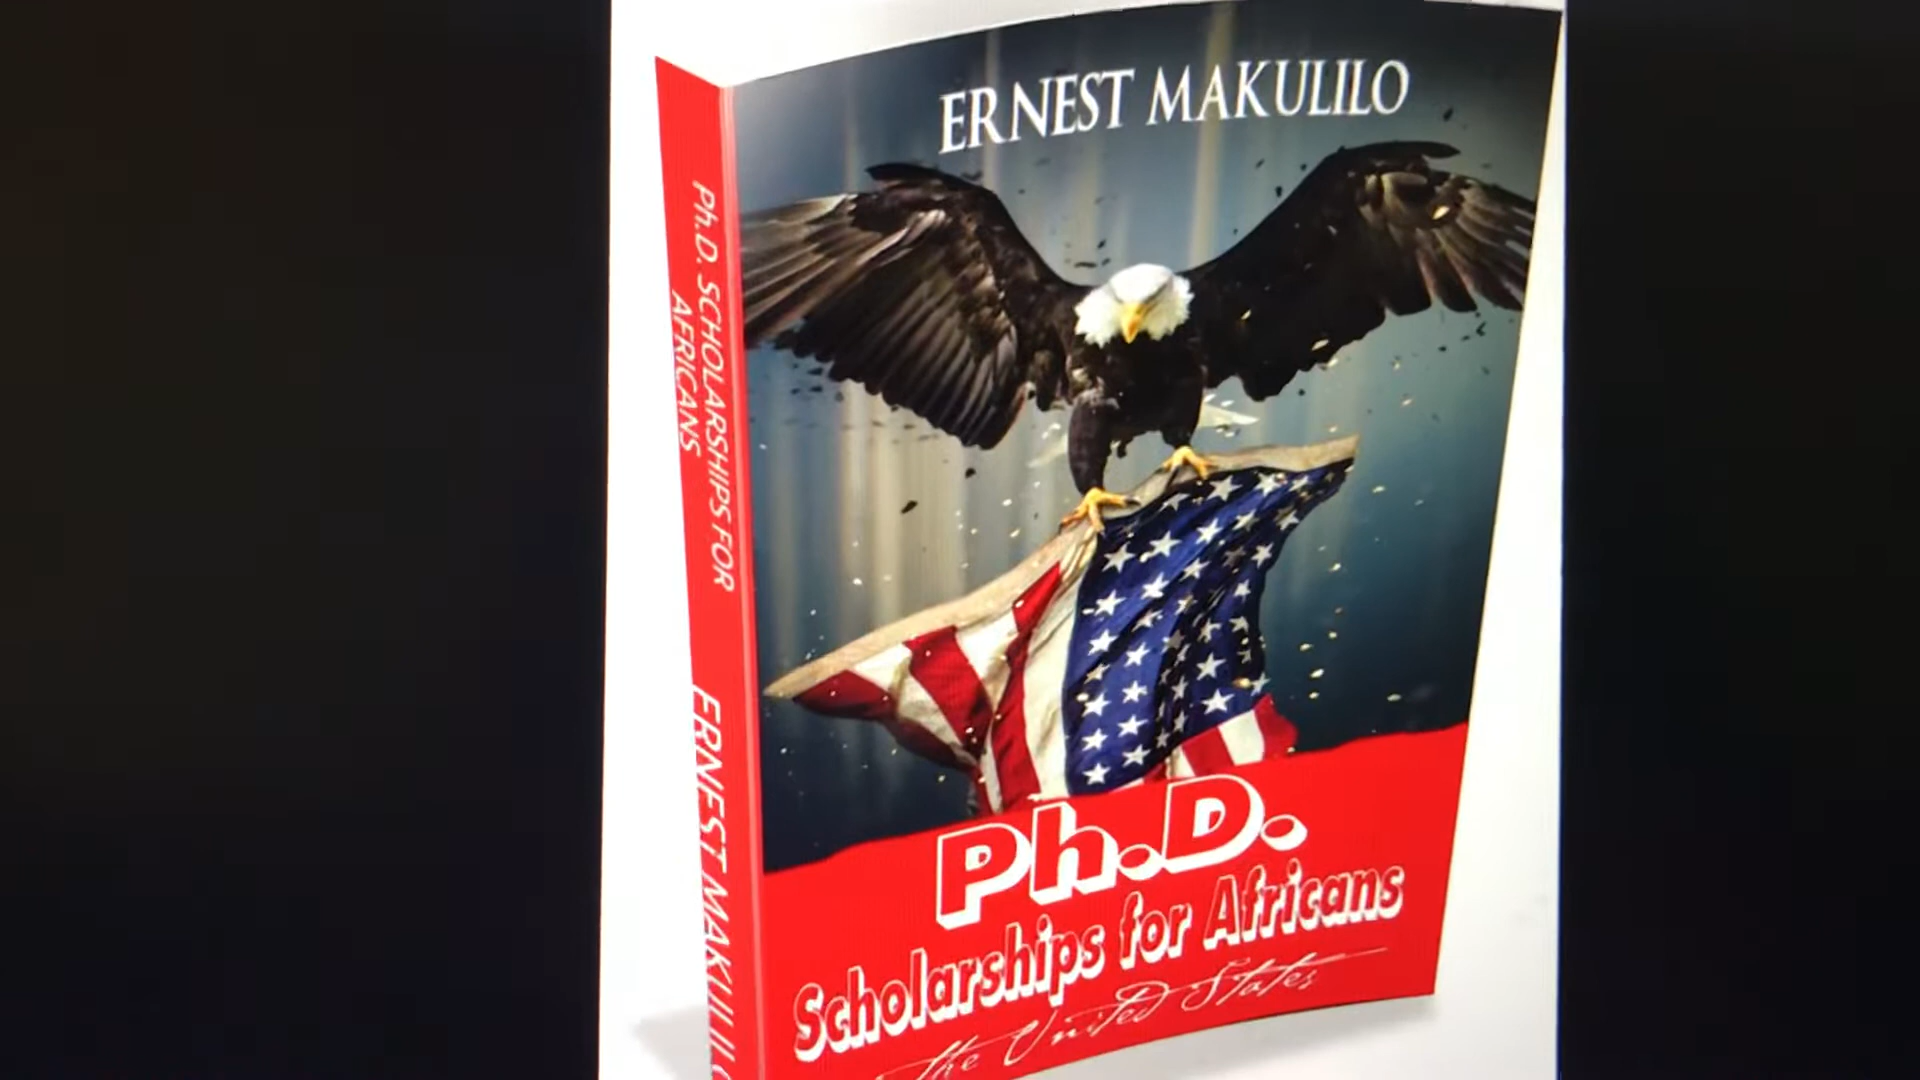 ERNEST MAKULILO
Ph.D.
Scholarships for Africans
The United States
Ph.D. SCHOLARSHIPS FOR
AFRICANS
ERNEST MAKULILO